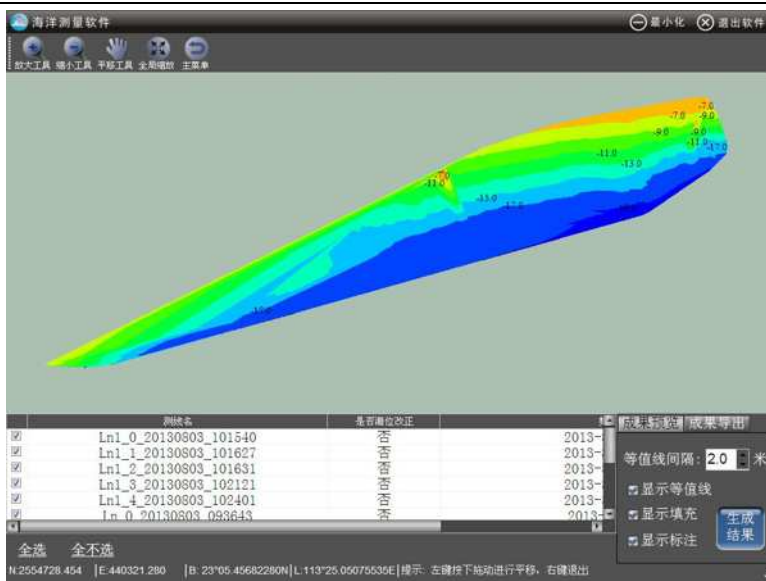 海洋测量软件
最小化 退出软件
放大工具 缩小工具 平移工具 全局缩放 主菜单
-7.0
-7.0 -9.0
-9.0 -9.0
-11.0 -17.0
-11.0
-13.0
-7.0
-11.0
-15.0
-17.0
测线名 是否潮位改正
Ln1_0_20130803_101540 否 2013-
Ln1_1_20130803_101627 否 2013-
Ln1_2_20130803_101631 否 2013-
Ln1_3_20130803_102121 否 2013-
Ln1_4_20130803_102401 否 2013-
Ln_0_20130803_093643 否 2013-
全选 全不选
成果预览 成果导出
等值线间隔: 2.0 米
显示等值线
显示填充
显示标注
生成
结果
N:2554728.454 |E:440321.280 |B: 23°05.45682280N|L:113°25.05075535E|提示: 左键按下拖动进行平移，右键退出